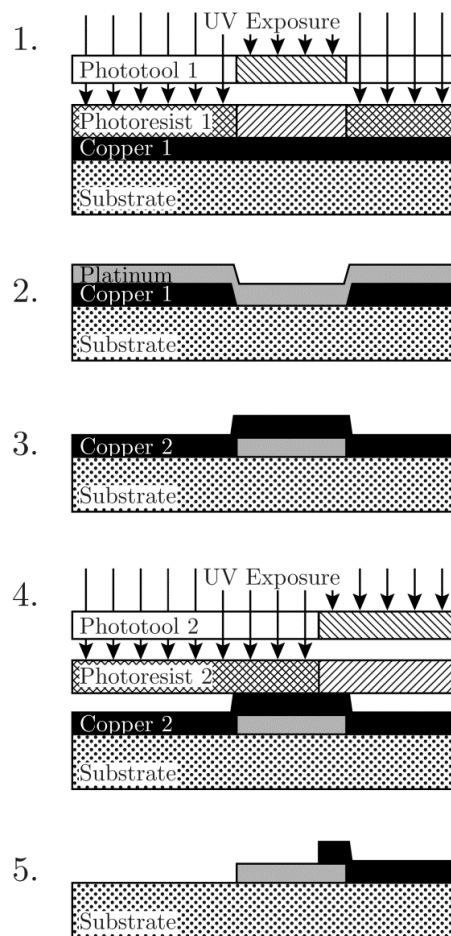 1.
UV Exposure
Phototool 1
Photoresist 1
Copper 1
Substrate
2.
Platinum
Copper 1
Substrate
3.
Copper 2
Substrate
4.
UV Exposure
Phototool 2
Photoresist 2
Copper 2
Substrate
5.
Substrate